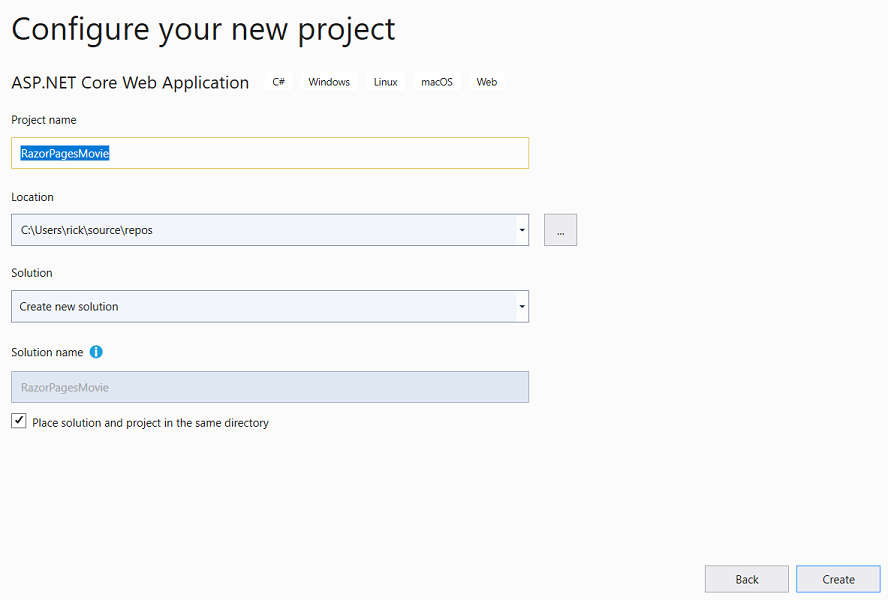 Configure your new project
ASP.NET Core Web Application C# Windows Linux macOS Web
Project name
RazorPagesMovie
Location
C:\Users\rick\source\repos
...
Solution
Create new solution
Solution name
RazorPagesMovie
Place solution and project in the same directory
Back Create